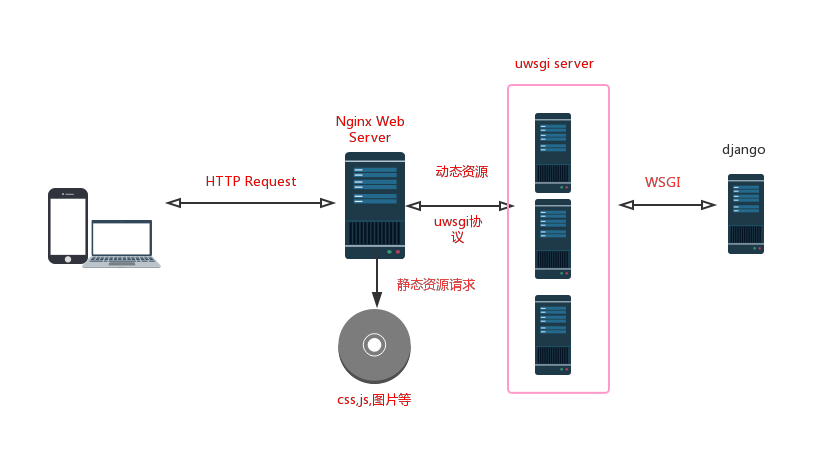 uwsgi server
Nginx Web
Server
django
动态资源
HTTP Request
WSGI
uwsgi协
议
静态资源请求
css,js,图片等